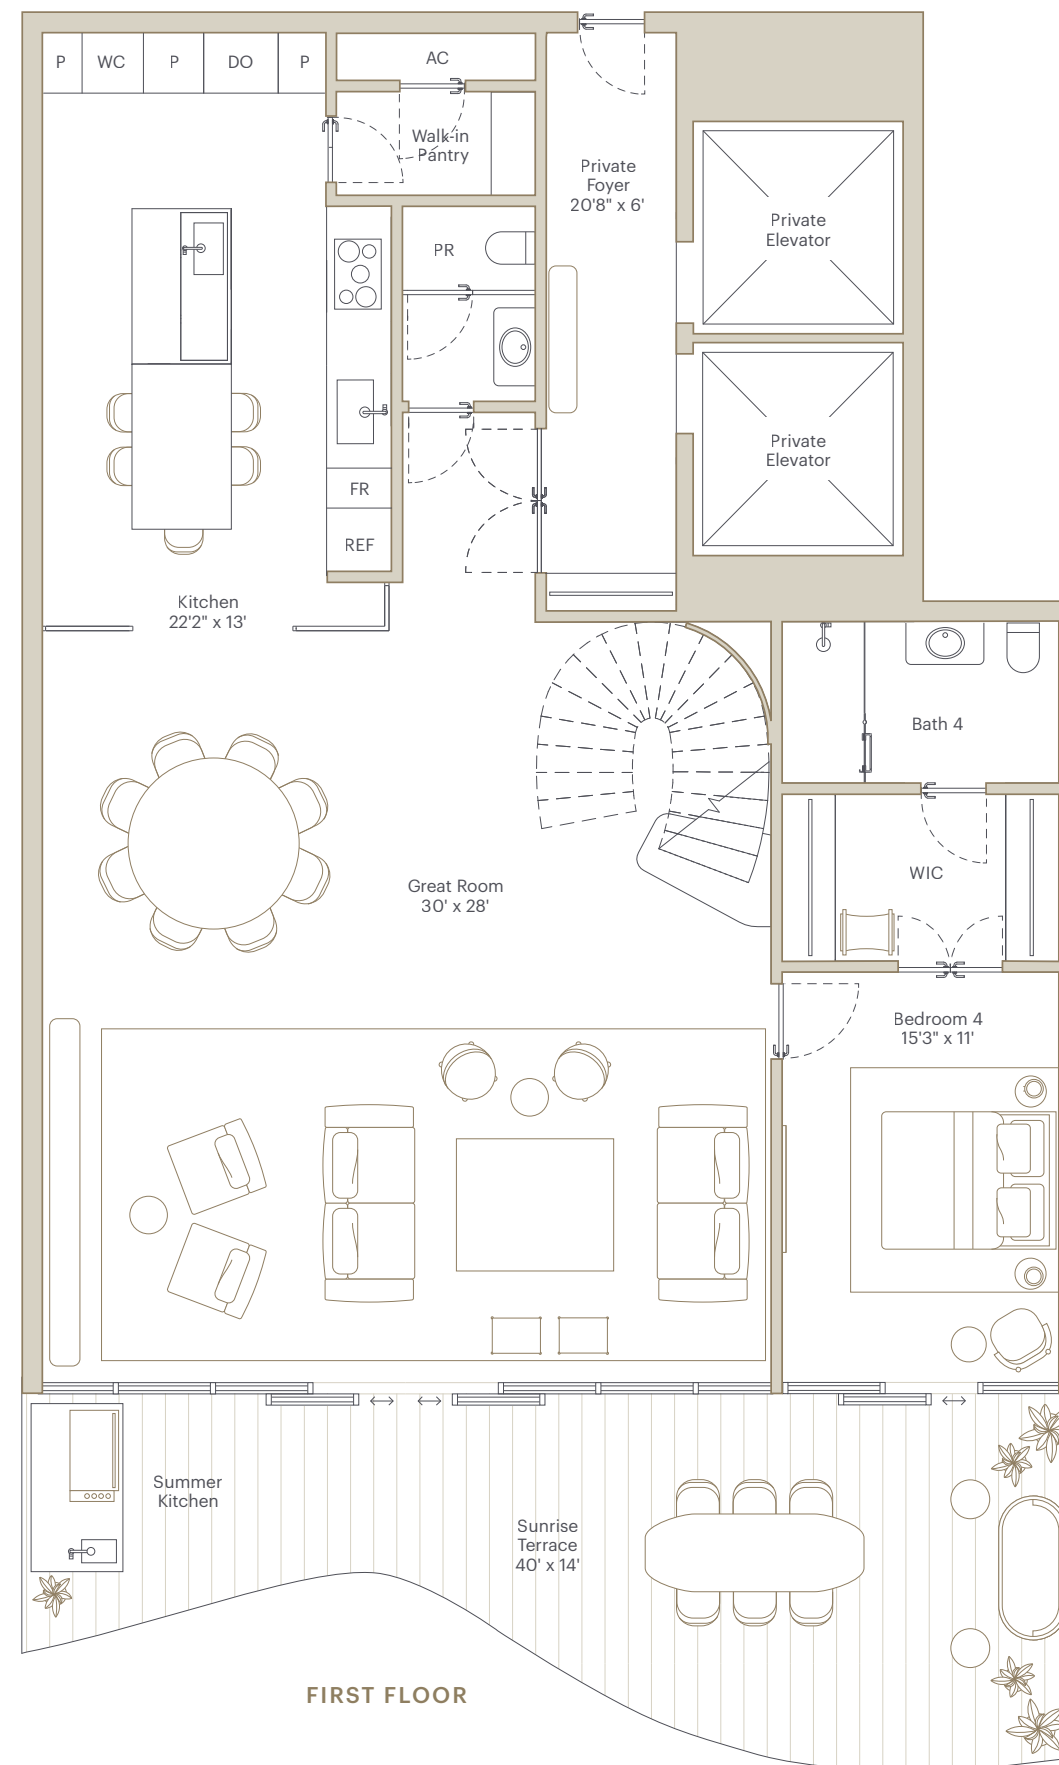 P
WC
P
DO
P
AC
Walk-in
Pantry
Private
Foyer
20'8" x 6'
Private
Elevator
PR
Private
Elevator
FR
REF
Kitchen
22'2" x 13'
Bath 4
Great Room
30' x 28'
WIC
Bedroom 4
15'3" x 11'
Summer
Kitchen
Sunrise
Terrace
40' x 14'
FIRST FLOOR